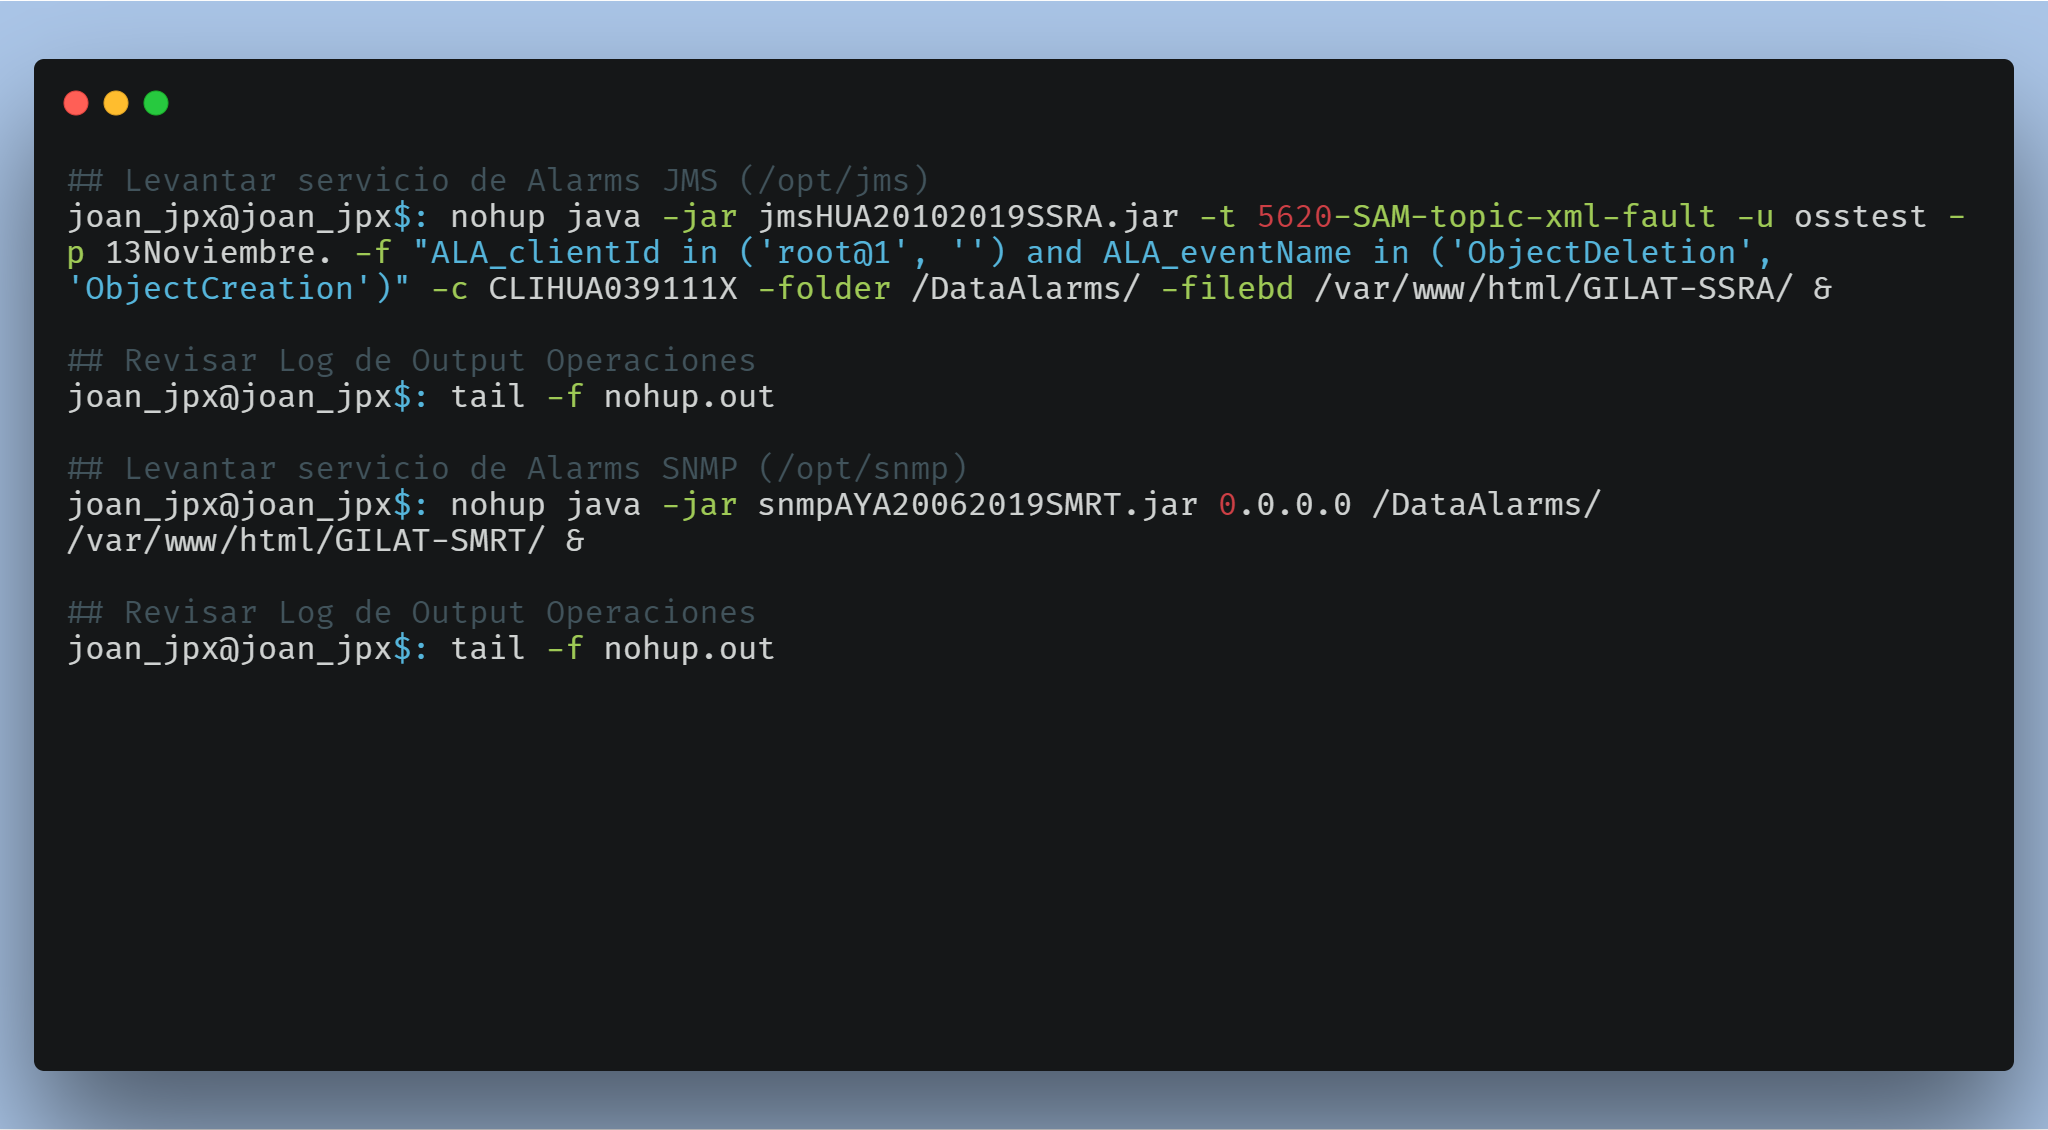 ## Levantar servicio de Alarms JMS (/opt/jms)
joan_jpx@joan_jpx$: nohup java -jar jmsHUA20102019SSRA.jar -t 5620-SAM-topic-xml-fault -u osstest -
p 13Noviembre. -f "ALA_clientId in ('root@1', '') and ALA_eventName in ('ObjectDeletion',
'ObjectCreation')" -c CLIHUA039111X -folder /DataAlarms/ -filebd /var/www/html/GILAT-SSRA/ &
## Revisar Log de Output Operaciones
joan_jpx@joan_jpx$: tail -f nohup.out
## Levantar servicio de Alarms SNMP (/opt/snmp)
joan_jpx@joan_jpx$: nohup java -jar snmpAYA20062019SMRT.jar 0.0.0.0 /DataAlarms/
/var/www/html/GILAT-SMRT/ &
## Revisar Log de Output Operaciones
joan_jpx@joan_jpx$: tail -f nohup.out